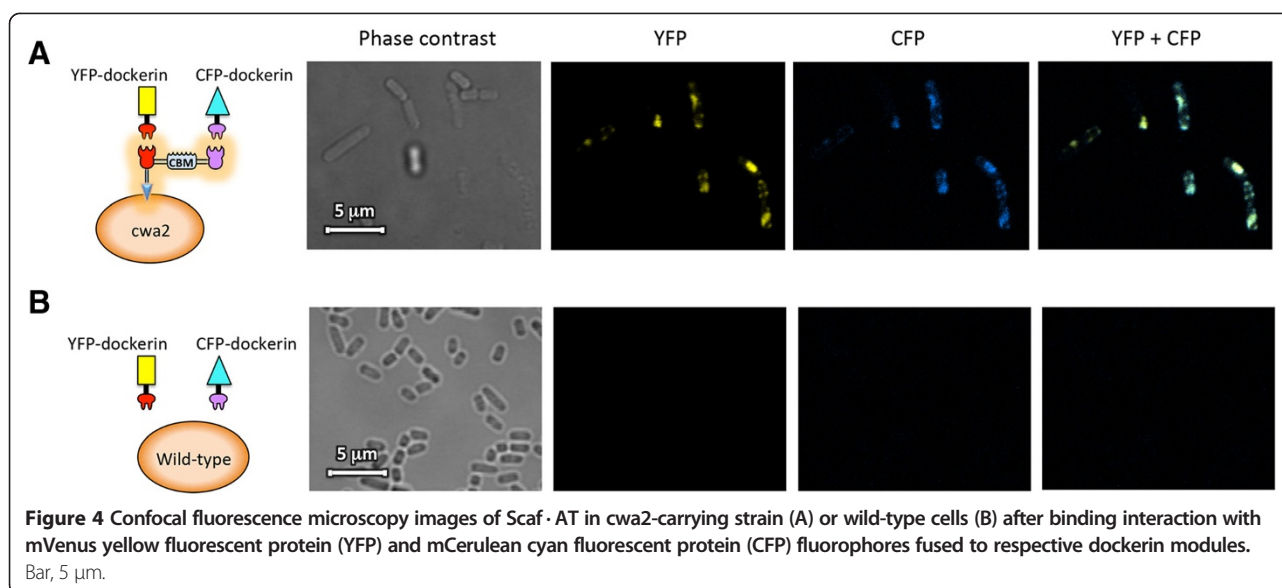 A
Phase contrast YFP CFP YFP + CFP
YFP-dockerin CFP-dockerin
CBM
cwa2
5 µm
B
YFP-dockerin CFP-dockerin
Wild-type
5 µm
Figure 4 Confocal fluorescence microscopy images of Scaf · AT in cwa2-carrying strain (A) or wild-type cells (B) after binding interaction with
mVenus yellow fluorescent protein (YFP) and mCerulean cyan fluorescent protein (CFP) fluorophores fused to respective dockerin modules.
Bar, 5 µm.